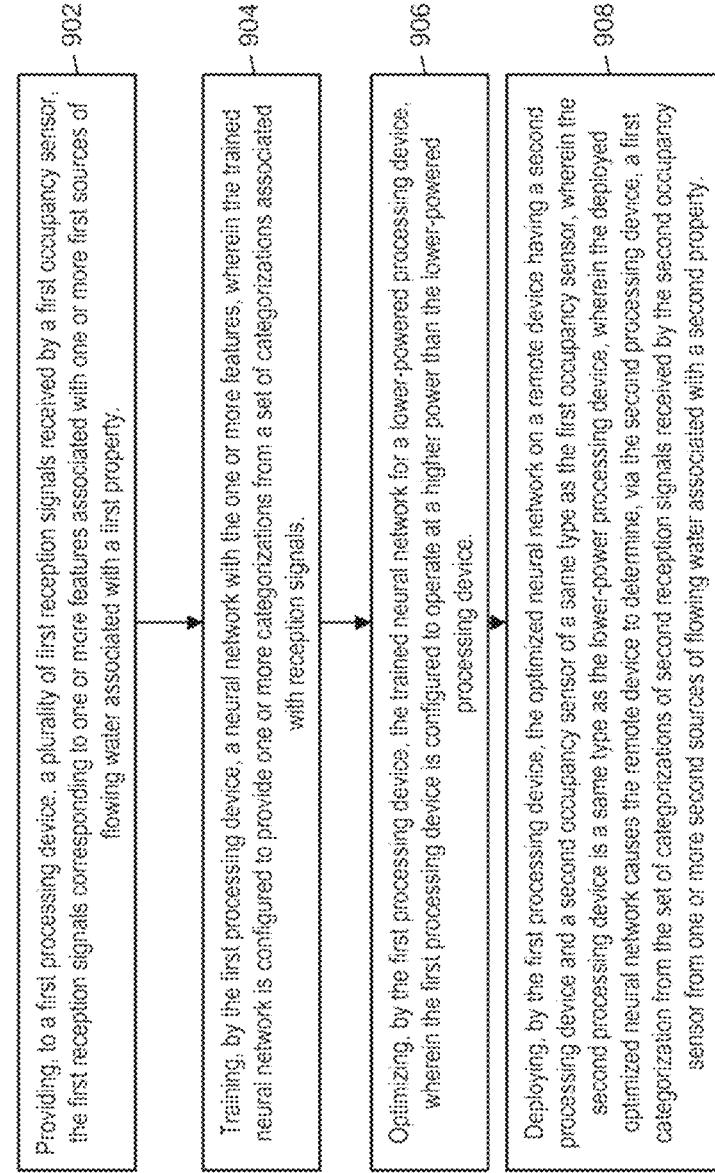 Providing, to a first processing device, a plurality of first reception signals received by a first occupancy sensor,
the first reception signals corresponding to one or more features associated with one or more first sources of
flowing water associated with a first property.
902
Training, by the first processing device, a neural network with the one or more features, wherein the trained
neural network is configured to provide one or more categorizations from a set of categorizations associated
with reception signals.
904
Optimizing, by the first processing device, the trained neural network for a lower-powered processing device,
wherein the first processing device is configured to operate at a higher power than the lower-powered
processing device.
906
Deploying, by the first processing device, the optimized neural network on a remote device having a second
processing device and a second occupancy sensor of a same type as the first occupancy sensor, wherein the
second processing device is a same type as the lower-power processing device, wherein the deployed
optimized neural network causes the remote device to determine, via the second processing device, a first
categorization from the set of categorizations of second reception signals received by the second occupancy
sensor from one or more second sources of flowing water associated with a second property.
908